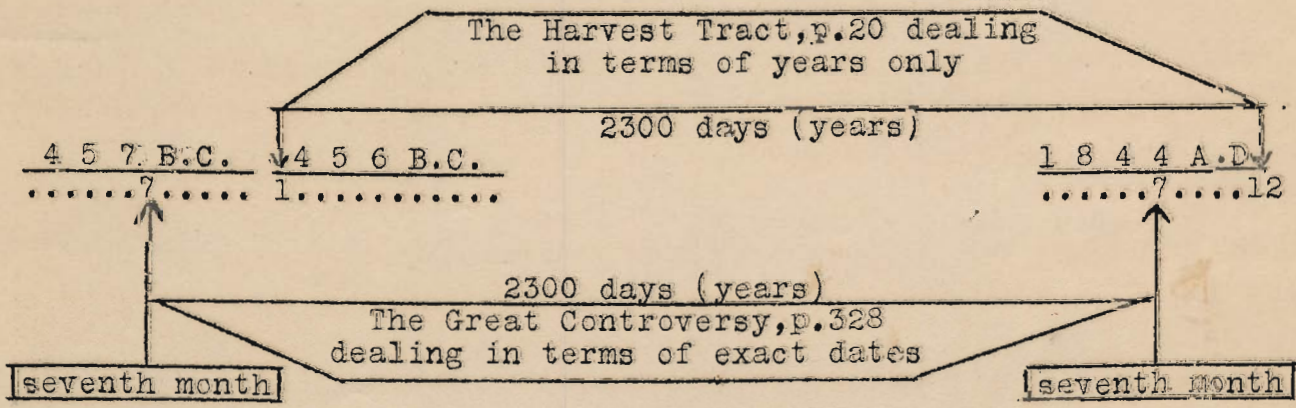 The Harvest Tract,p.20 dealing
in terms of years only
2300 days (years)
4 5 7 B.C. 4 5 6 B.C. 1 8 4 4 A.D.
......7..... 1........... ......7....12
2300 days (years)
The Great Controversy,p.328
dealing in terms of exact dates
seventh month seventh month